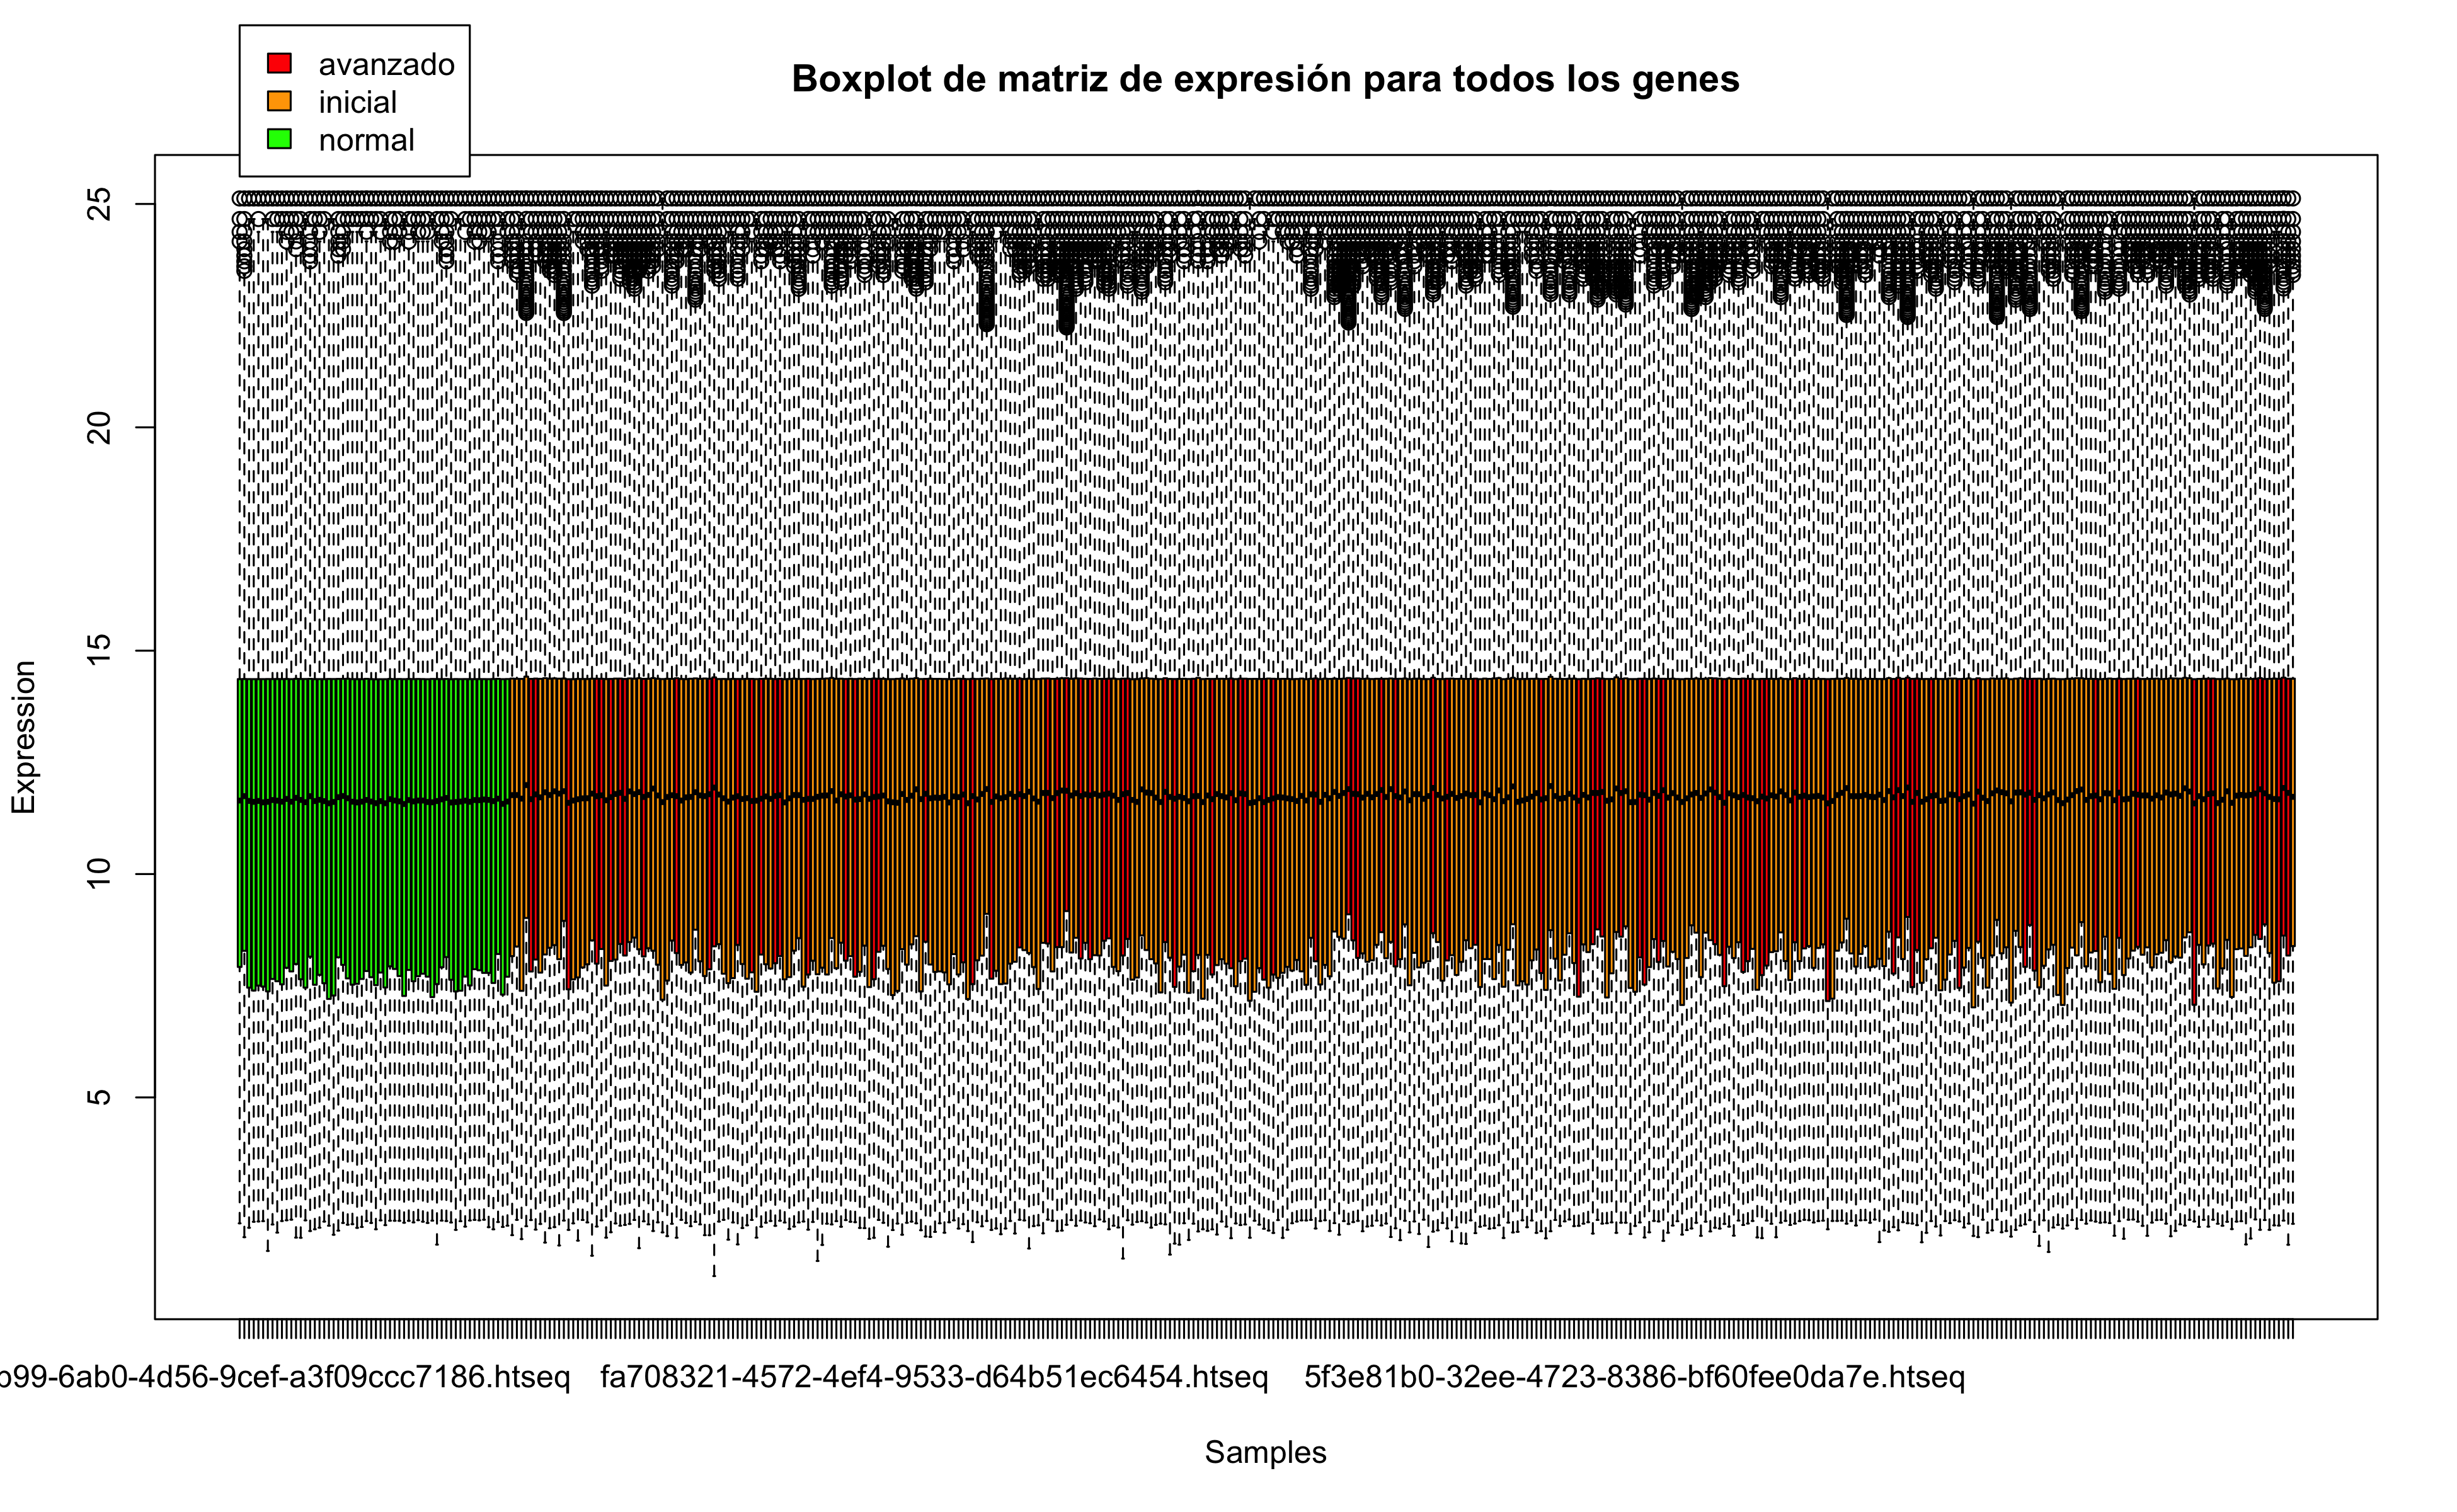 avanzado
inicial
normal
Boxplot de matriz de expresión para todos los genes
25
20
15
10
5
Expression
b99-6ab0-4d56-9cef-a3f09ccc7186.htseq
fa708321-4572-4ef4-9533-d64b51ec6454.htseq
5f3e81b0-32ee-4723-8386-bf60fee0da7e.htseq
Samples